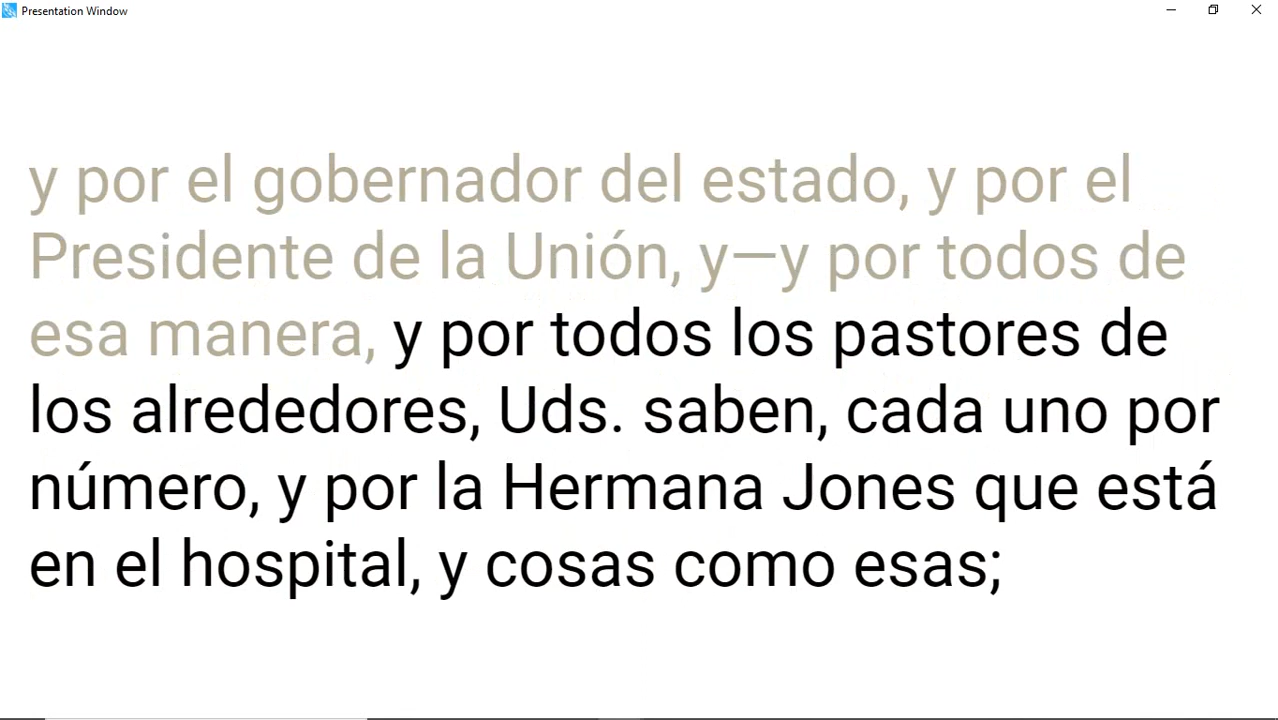 Presentation Window
y por el gobernador del estado, y por el
Presidente de la Unión, y—y por todos de
esa manera, y por todos los pastores de
los alrededores, Uds. saben, cada uno por
número, y por la Hermana Jones que está
en el hospital, y cosas como esas;